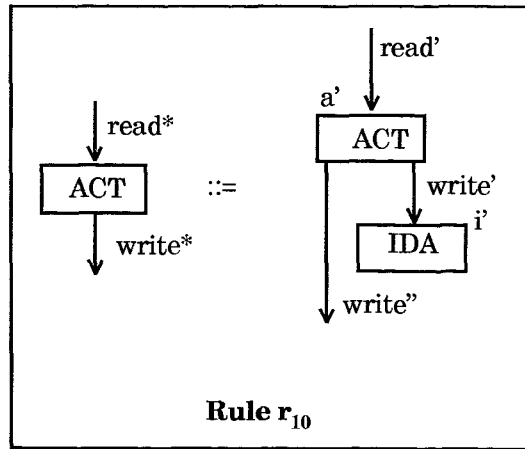 read*
ACT
write*
::=
read’
a’
ACT
write’
i’
IDA
write”
Rule r₁₀